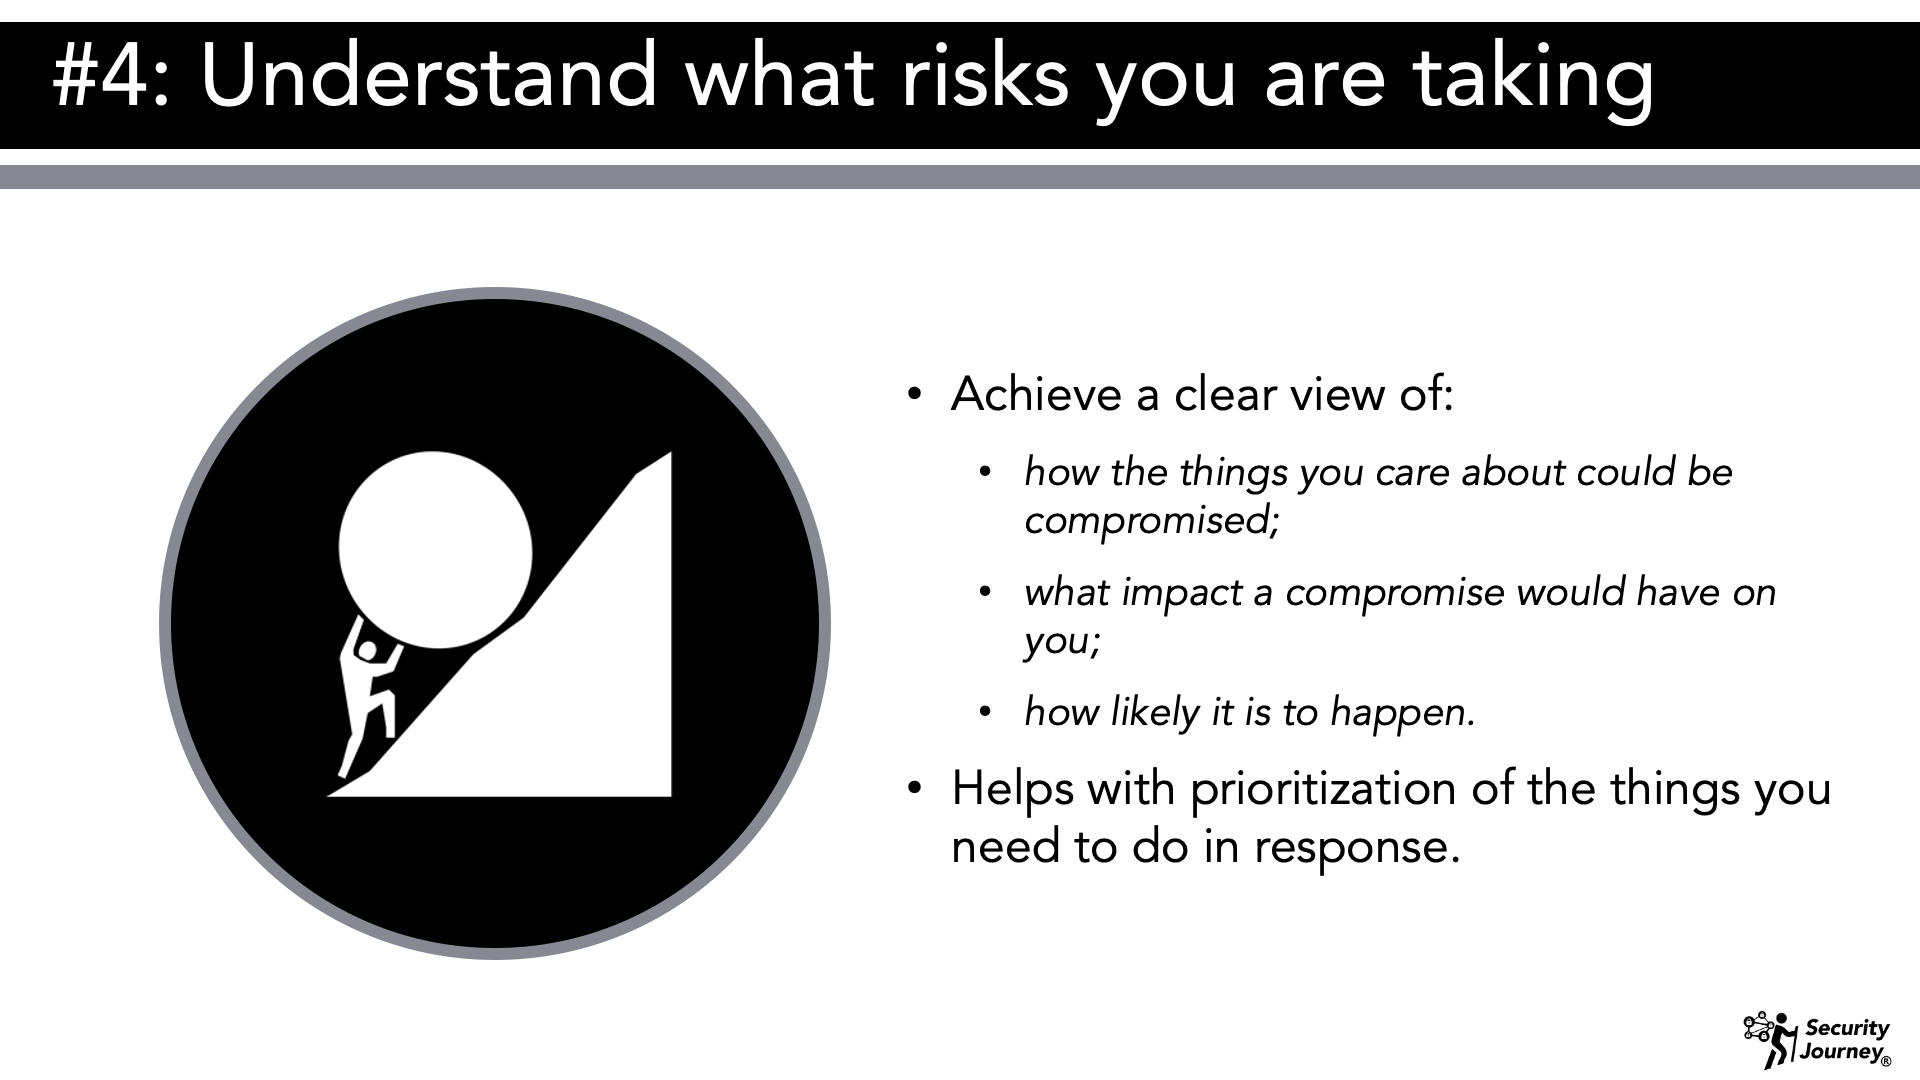 #4: Understand what risks you are taking
• Achieve a clear view of:
• how the things you care about could be
compromised;
• what impact a compromise would have on
you;
• how likely it is to happen.
• Helps with prioritization of the things you
need to do in response.
Security
Journey®